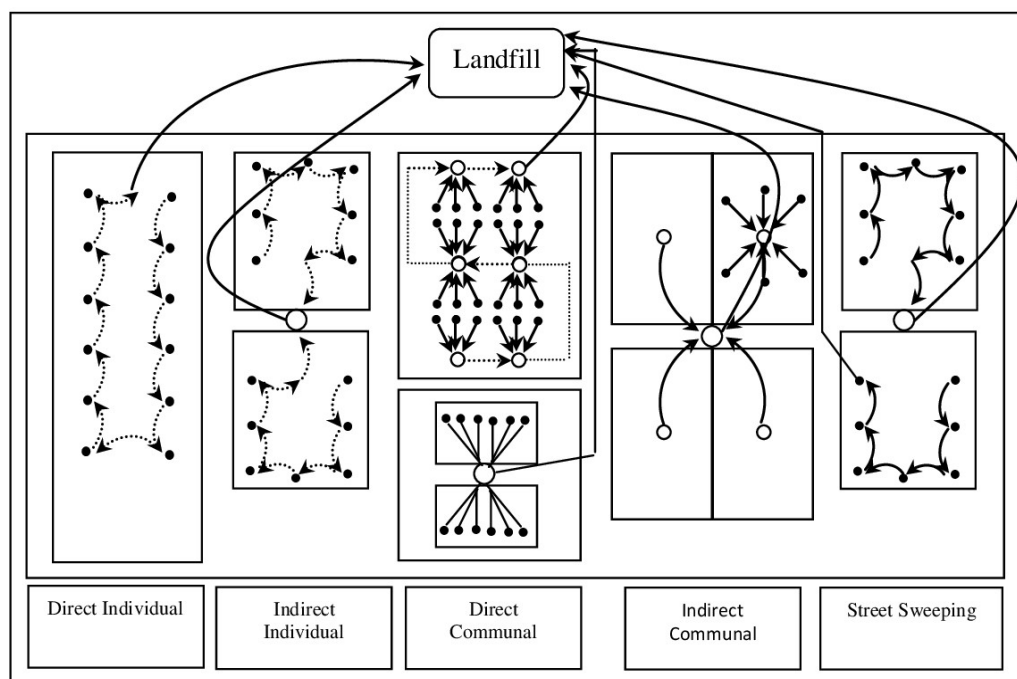 Landfill
Direct Individual
Indirect
Individual
Direct
Communal
Indirect
Communal
Street Sweeping